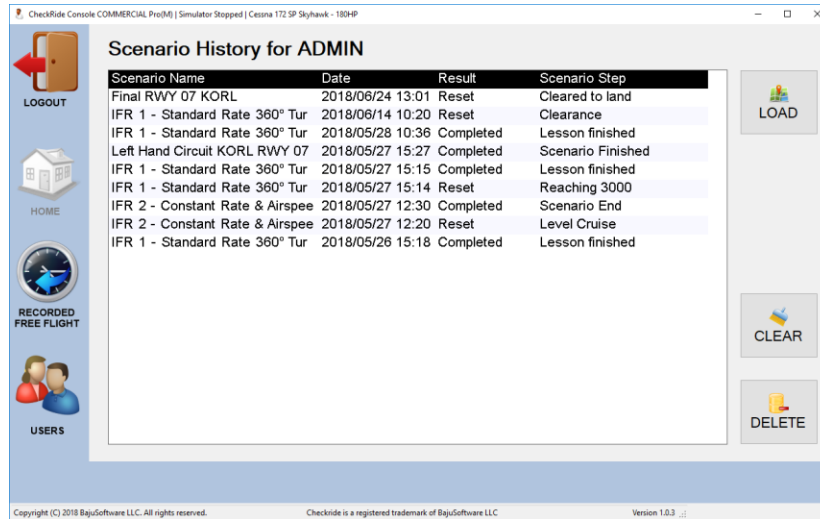 CheckRide Console COMMERCIAL Pro(M) | Simulator Stopped | Cessna 172 SP Skyhawk - 180HP
Scenario History for ADMIN
LOGOUT
HOME
RECORDED
FREE FLIGHT
USERS
Scenario Name Date Result Scenario Step
Final RWY 07 KORL 2018/06/24 13:01 Reset Cleared to land
IFR 1 - Standard Rate 360° Tur 2018/06/14 10:20 Reset Clearance
IFR 1 - Standard Rate 360° Tur 2018/05/28 10:36 Completed Lesson finished
Left Hand Circuit KORL RWY 07 2018/05/27 15:27 Completed Scenario Finished
IFR 1 - Standard Rate 360° Tur 2018/05/27 15:15 Completed Lesson finished
IFR 1 - Standard Rate 360° Tur 2018/05/27 15:14 Reset Reaching 3000
IFR 2 - Constant Rate & Airspee 2018/05/27 12:30 Completed Scenario End
IFR 2 - Constant Rate & Airspee 2018/05/27 12:20 Reset Level Cruise
IFR 1 - Standard Rate 360° Tur 2018/05/26 15:18 Completed Lesson finished
LOAD
CLEAR
DELETE
Copyright (C) 2018 BajuSoftware LLC. All rights reserved. Checkride is a registered trademark of BajuSoftware LLC Version 1.0.3